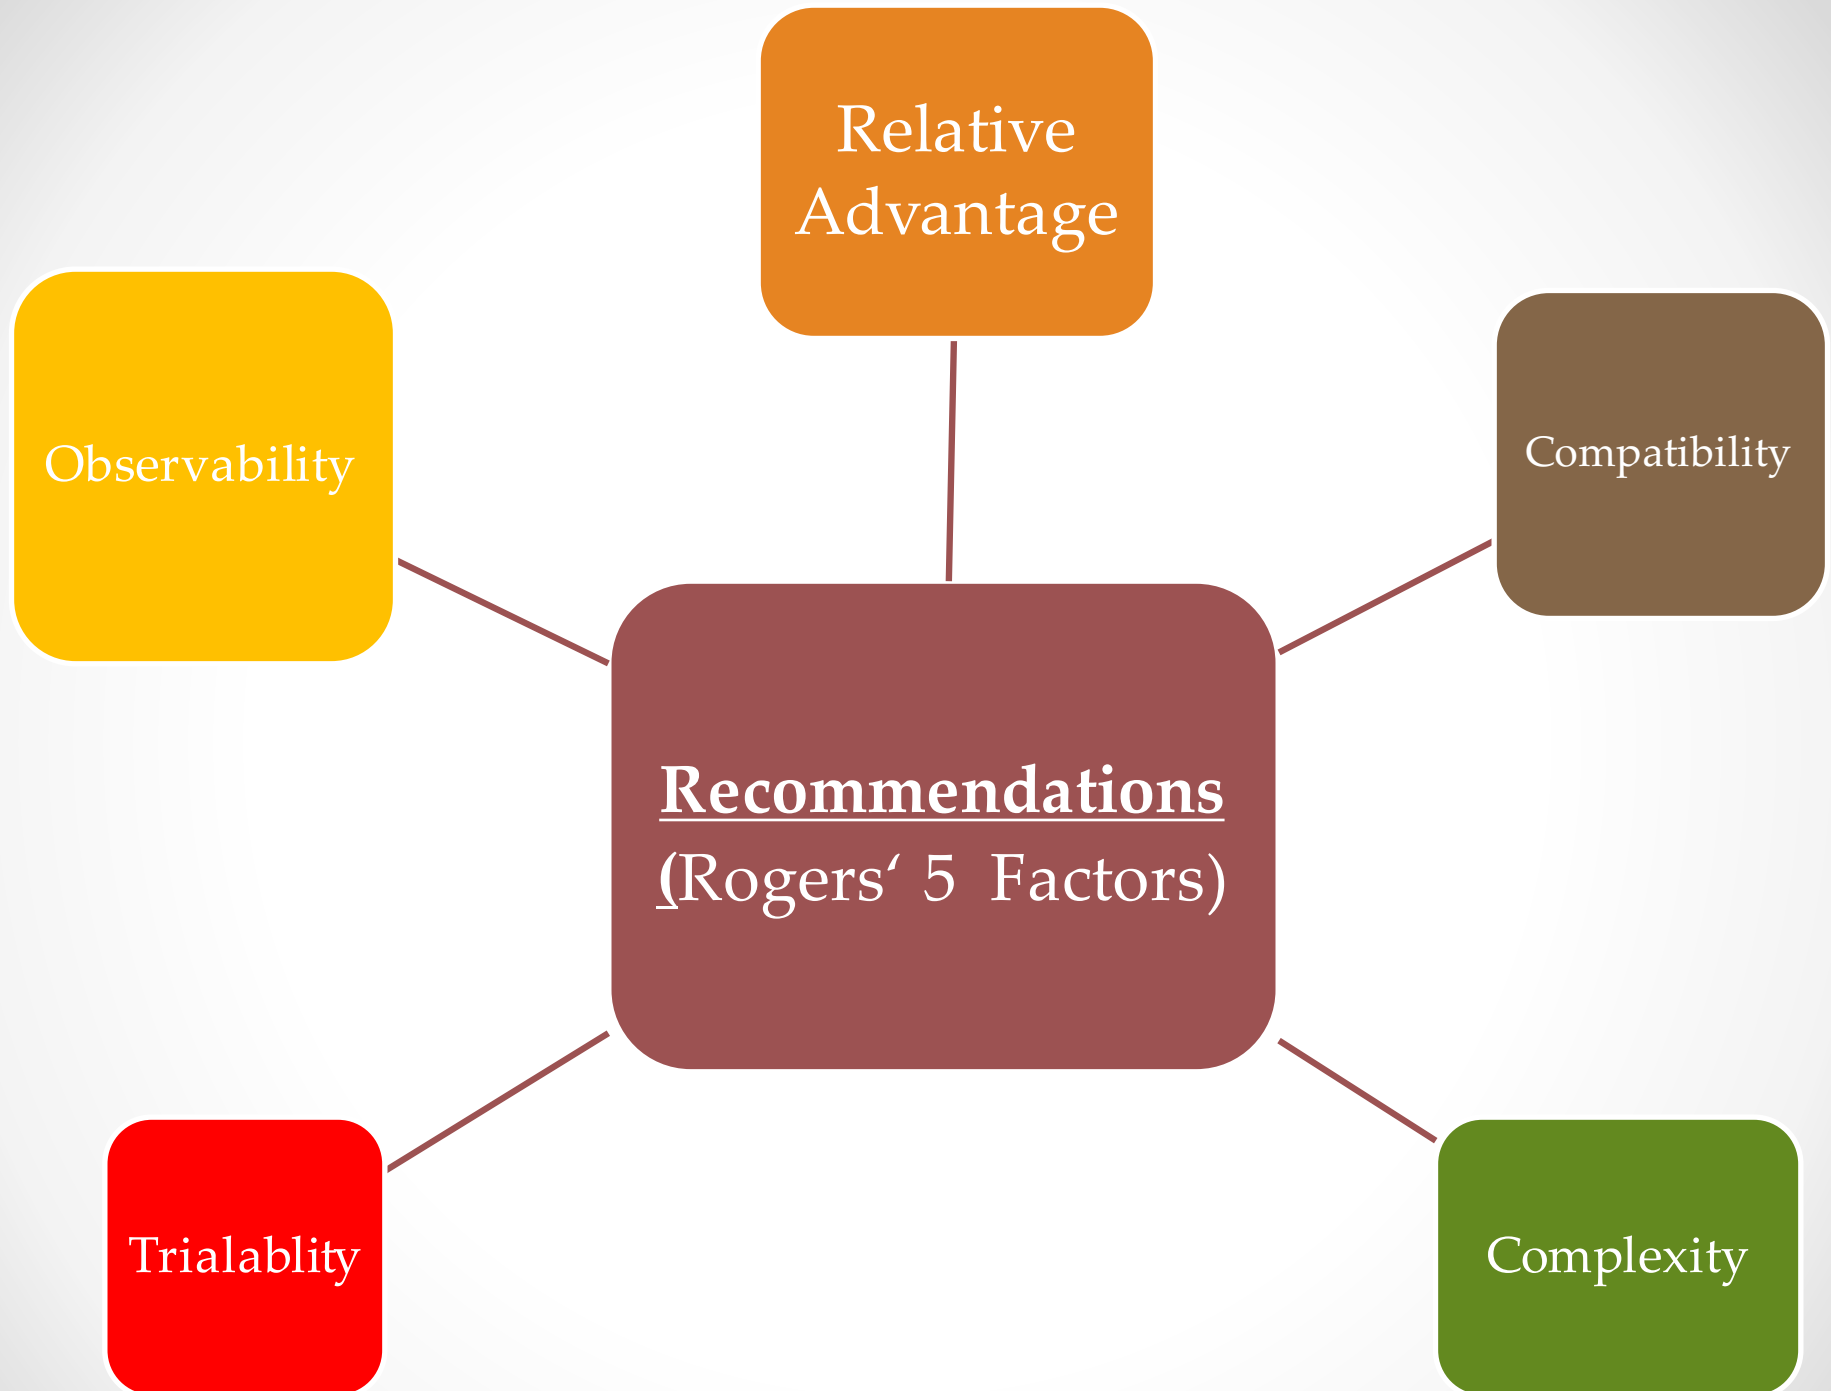 Relative
Advantage
Observability
Compatibility
Recommendations
(Rogers‘ 5 Factors)
Trialablity
Complexity